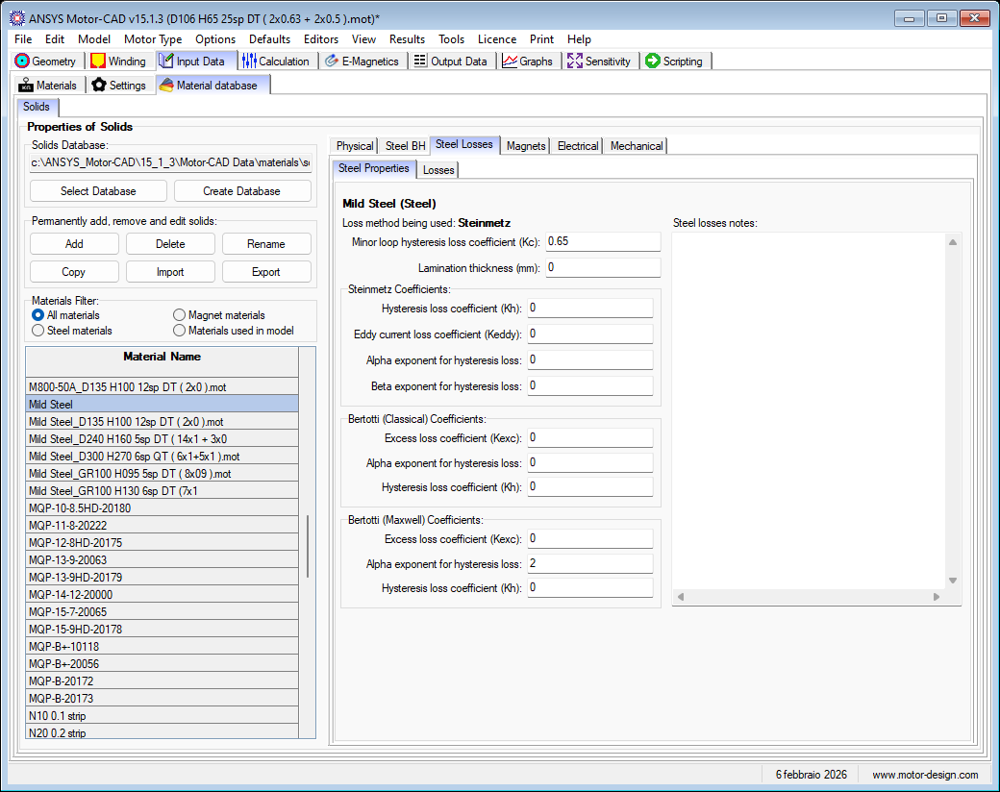 ANSYS Motor-CAD v15.1.3 (D106 H65 25sp DT ( 2x0.63 + 2x0.5 ).mot)*
File Edit Model Motor Type Options Defaults Editors View Results Tools Licence Print Help
Geometry Winding Input Data Calculation E-Magnetics Output Data Graphs Sensitivity Scripting
Materials Settings Material database
Solids
Properties of Solids
Solids Database:
c:\ANSYS_Motor-CAD\15_1_3\Motor-CAD Data\materials\s
Select Database Create Database
Permanently add, remove and edit solids:
Add Delete Rename
Copy Import Export
Materials Filter:
All materials Magnet materials
Steel materials Materials used in model
Material Name
M800-50A_D135 H100 12sp DT ( 2x0 ).mot
Mild Steel
Mild Steel_D135 H100 12sp DT ( 2x0 ).mot
Mild Steel_D240 H160 5sp DT ( 14x1 + 3x0
Mild Steel_D300 H270 6sp QT ( 6x1+5x1 ).mot
Mild Steel_GR100 H095 5sp DT ( 8x09 ).mot
Mild Steel_GR100 H130 6sp DT (7x1
MQP-10-8.5HD-20180
MQP-11-8-20222
MQP-12-8HD-20175
MQP-13-9-20063
MQP-13-9HD-20179
MQP-14-12-20000
MQP-15-7-20065
MQP-15-9HD-20178
MQP-B+-10118
MQP-B+-20056
MQP-B-20172
MQP-B-20173
N10 0.1 strip
N20 0.2 strip
Physical Steel BH Steel Losses Magnets Electrical Mechanical
Steel Properties Losses
Mild Steel (Steel)
Loss method being used: Steinmetz
Minor loop hysteresis loss coefficient (Kc): 0.65
Lamination thickness (mm): 0
Steinmetz Coefficients:
Hysteresis loss coefficient (Kh): 0
Eddy current loss coefficient (Keddy): 0
Alpha exponent for hysteresis loss: 0
Beta exponent for hysteresis loss: 0
Bertotti (Classical) Coefficients:
Excess loss coefficient (Kexc): 0
Alpha exponent for hysteresis loss: 0
Hysteresis loss coefficient (Kh): 0
Bertotti (Maxwell) Coefficients:
Excess loss coefficient (Kexc): 0
Alpha exponent for hysteresis loss: 2
Hysteresis loss coefficient (Kh): 0
Steel losses notes:
6 febbraio 2026 www.motor-design.com